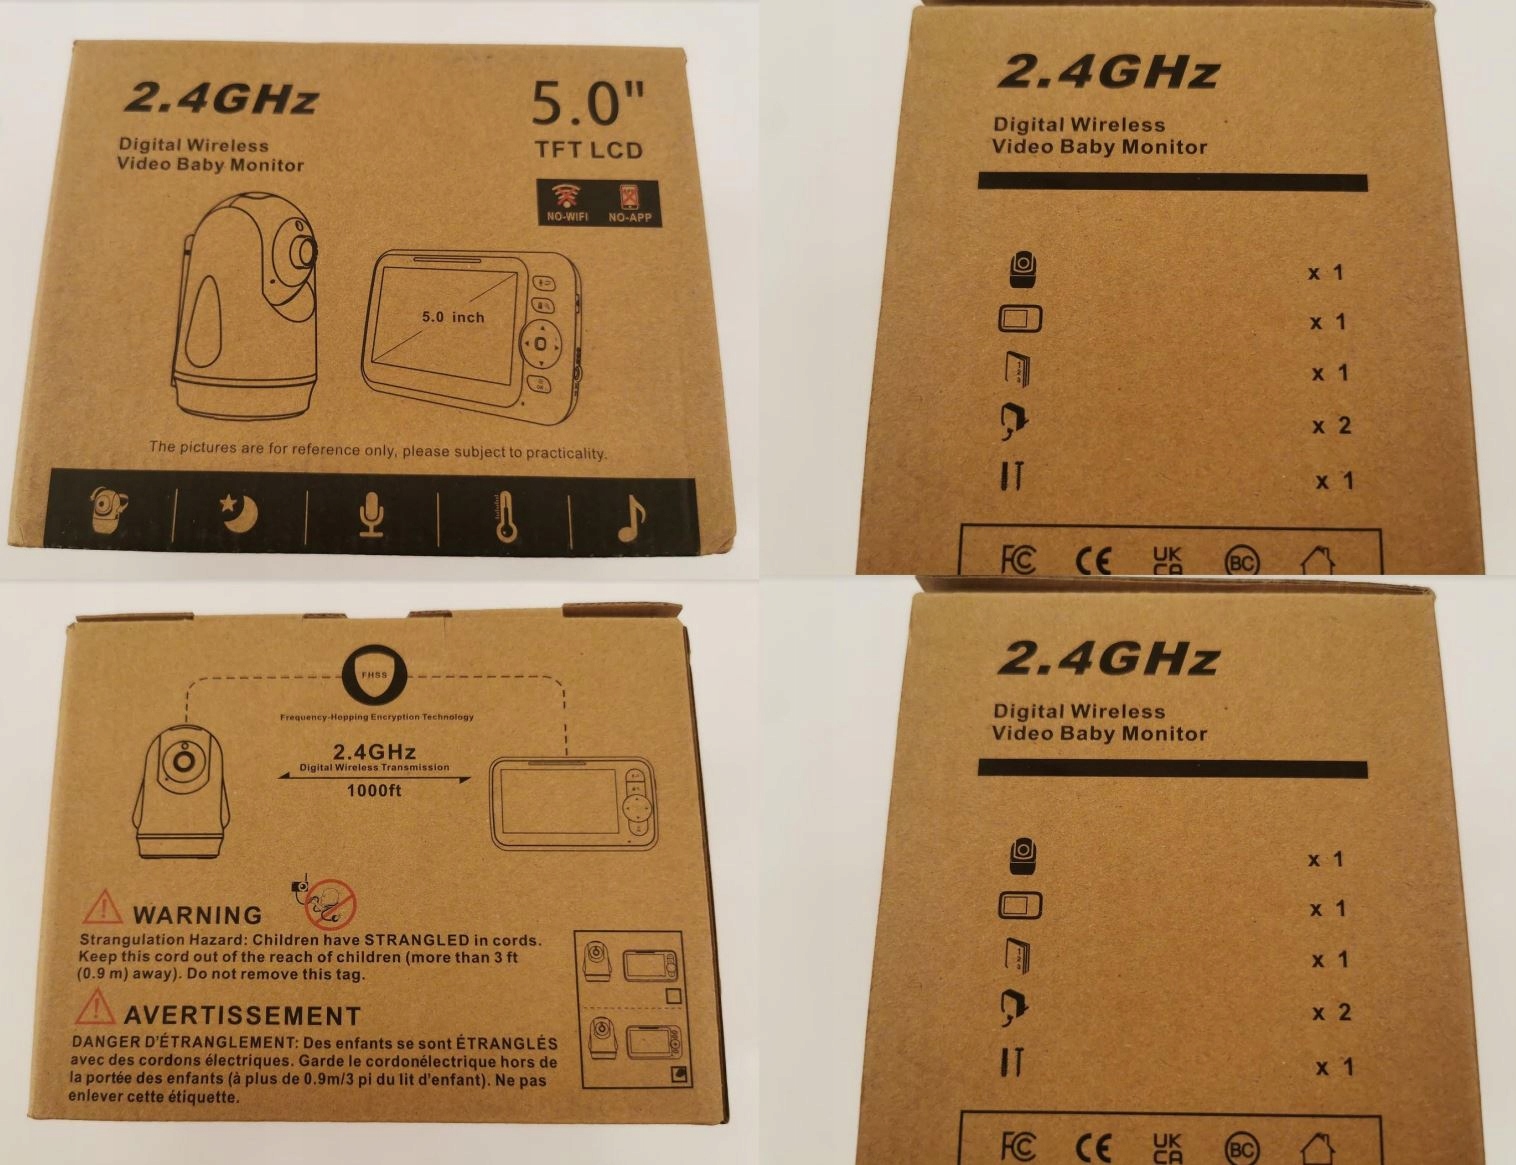 2.4GHz
Digital Wireless
Video Baby Monitor
5.0"
TFT LCD
NO-WIFI NO-APP
5.0 inch
The pictures are for reference only, please subject to practicality.
2.4GHz
Digital Wireless
Video Baby Monitor
x 1
x 1
x 1
x 2
x 1
FC CE UK CA BC
FHSS
Frequency-Hopping Encryption Technology
2.4GHz
Digital Wireless Transmission
1000ft
WARNING
Strangulation Hazard: Children have STRANGLED in cords.
Keep this cord out of the reach of children (more than 3 ft
(0.9 m) away). Do not remove this tag.
AVERTISSEMENT
DANGER D'ÉTRANGLEMENT: Des enfants se sont ÉTRANGLÉS
avec des cordons électriques. Garde le cordonélectrique hors de
la portée des enfants (à plus de 0.9m/3 pi du lit d'enfant). Ne pas
enlever cette étiquette.
2.4GHz
Digital Wireless
Video Baby Monitor
x 1
x 1
x 1
x 2
x 1
FC CE UK CA BC